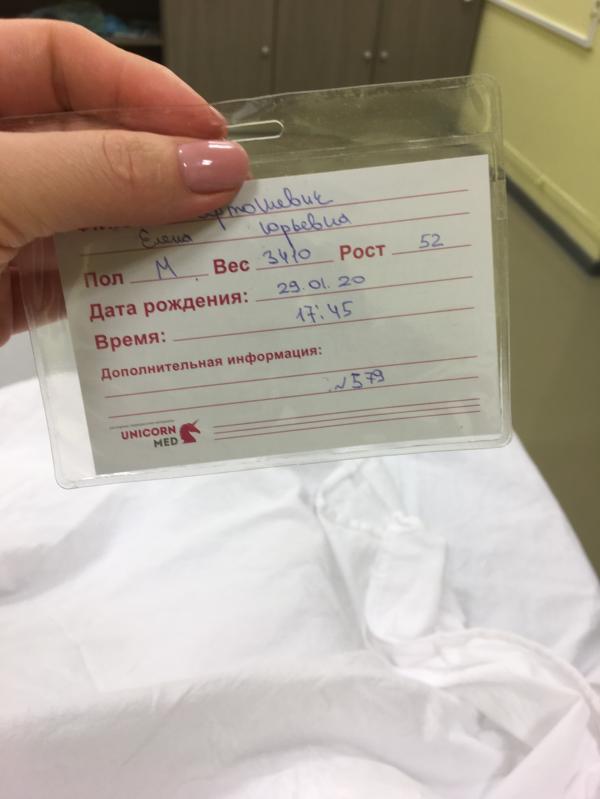 Елена Юрьевна
Пол М Вес 3410 Рост 52
Дата рождения: 29.01.20
Время: 17:45
Дополнительная информация:
№579
UNICORN
MED